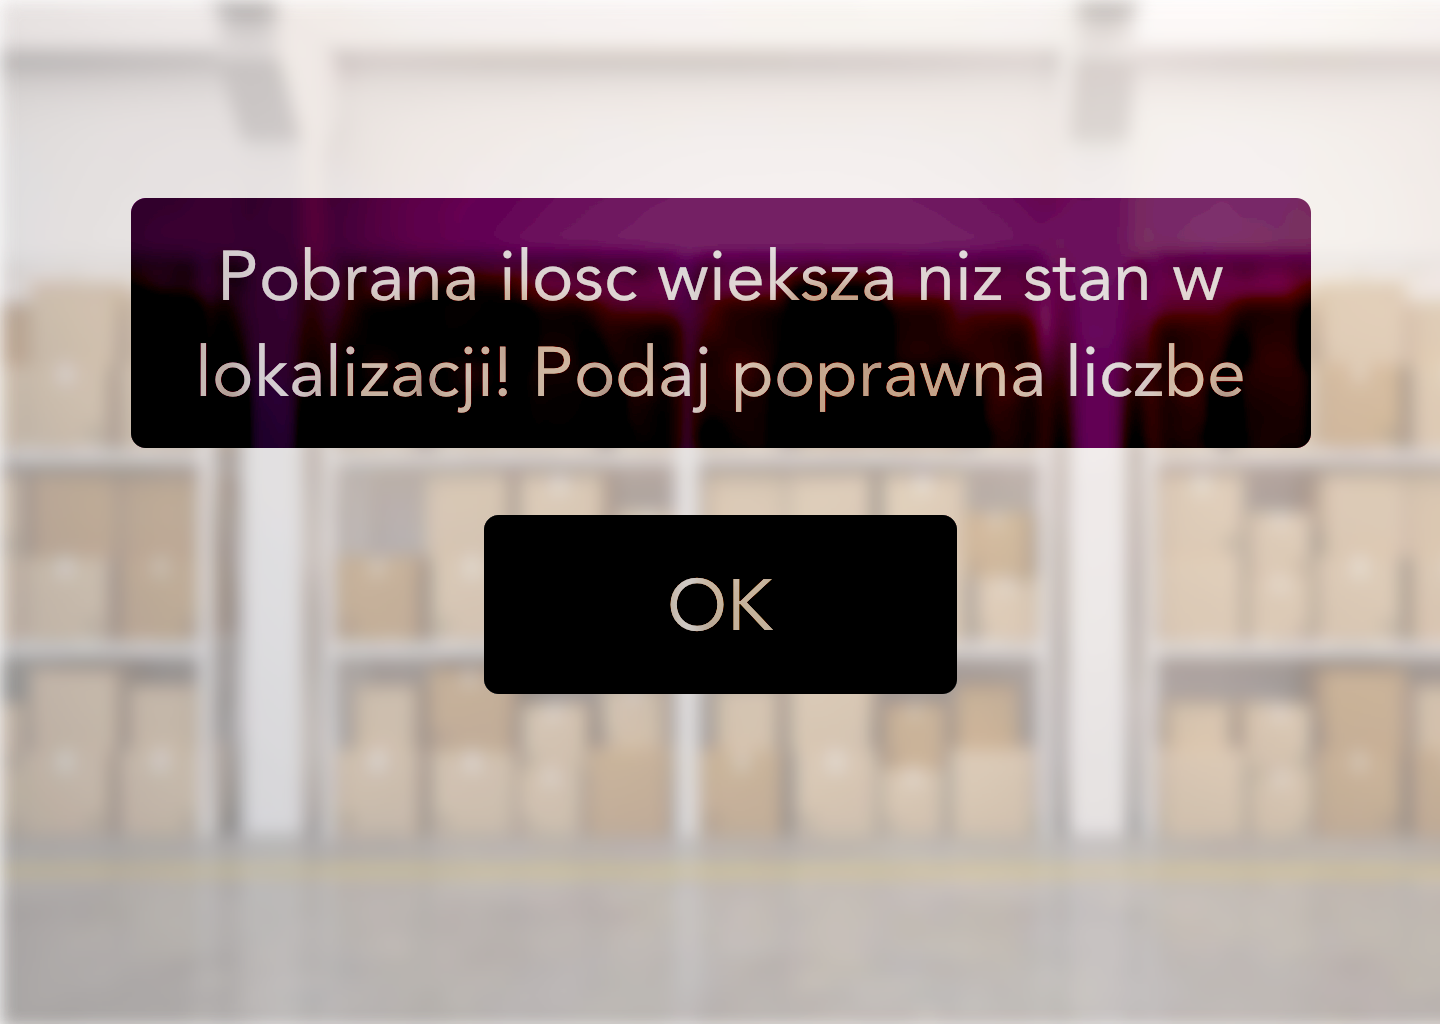 Pobrana ilosc wieksza niz stan w
lokalizacji! Podaj poprawna liczbe
OK